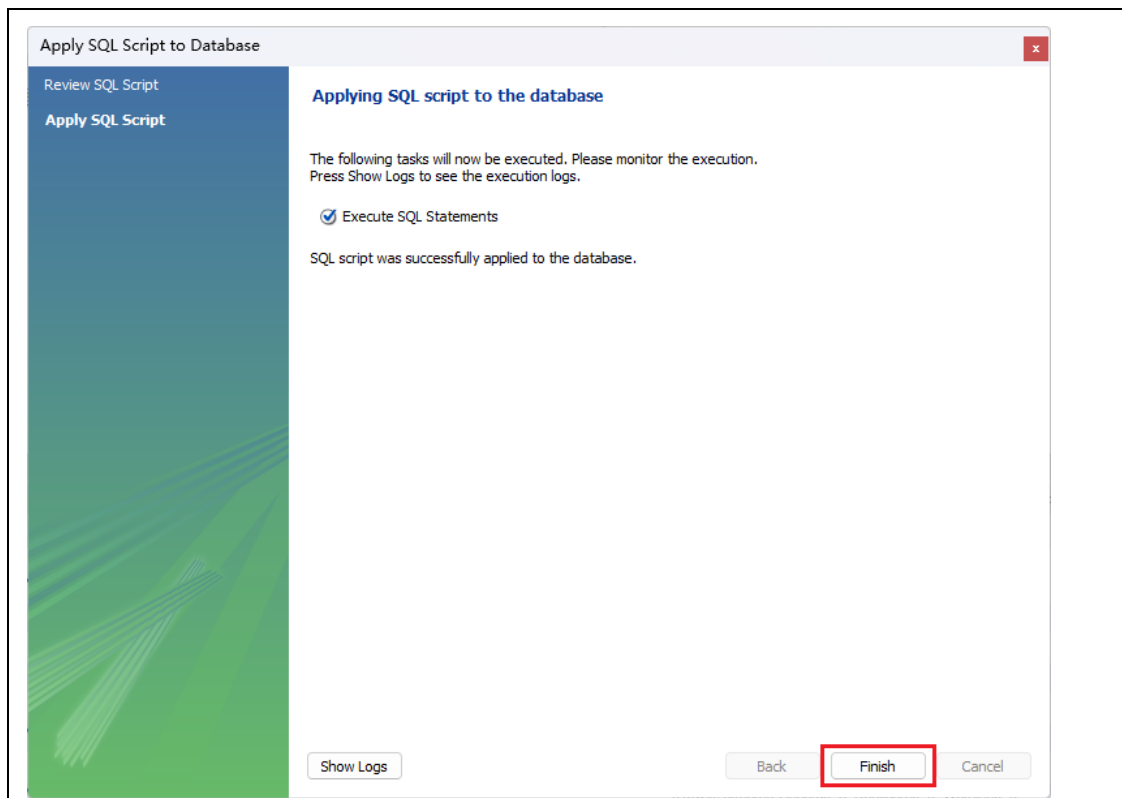 Apply SQL Script to Database
x
Review SQL Script
Apply SQL Script
Applying SQL script to the database
The following tasks will now be executed. Please monitor the execution.
Press Show Logs to see the execution logs.
Execute SQL Statements
SQL script was successfully applied to the database.
Show Logs
Back
Finish
Cancel